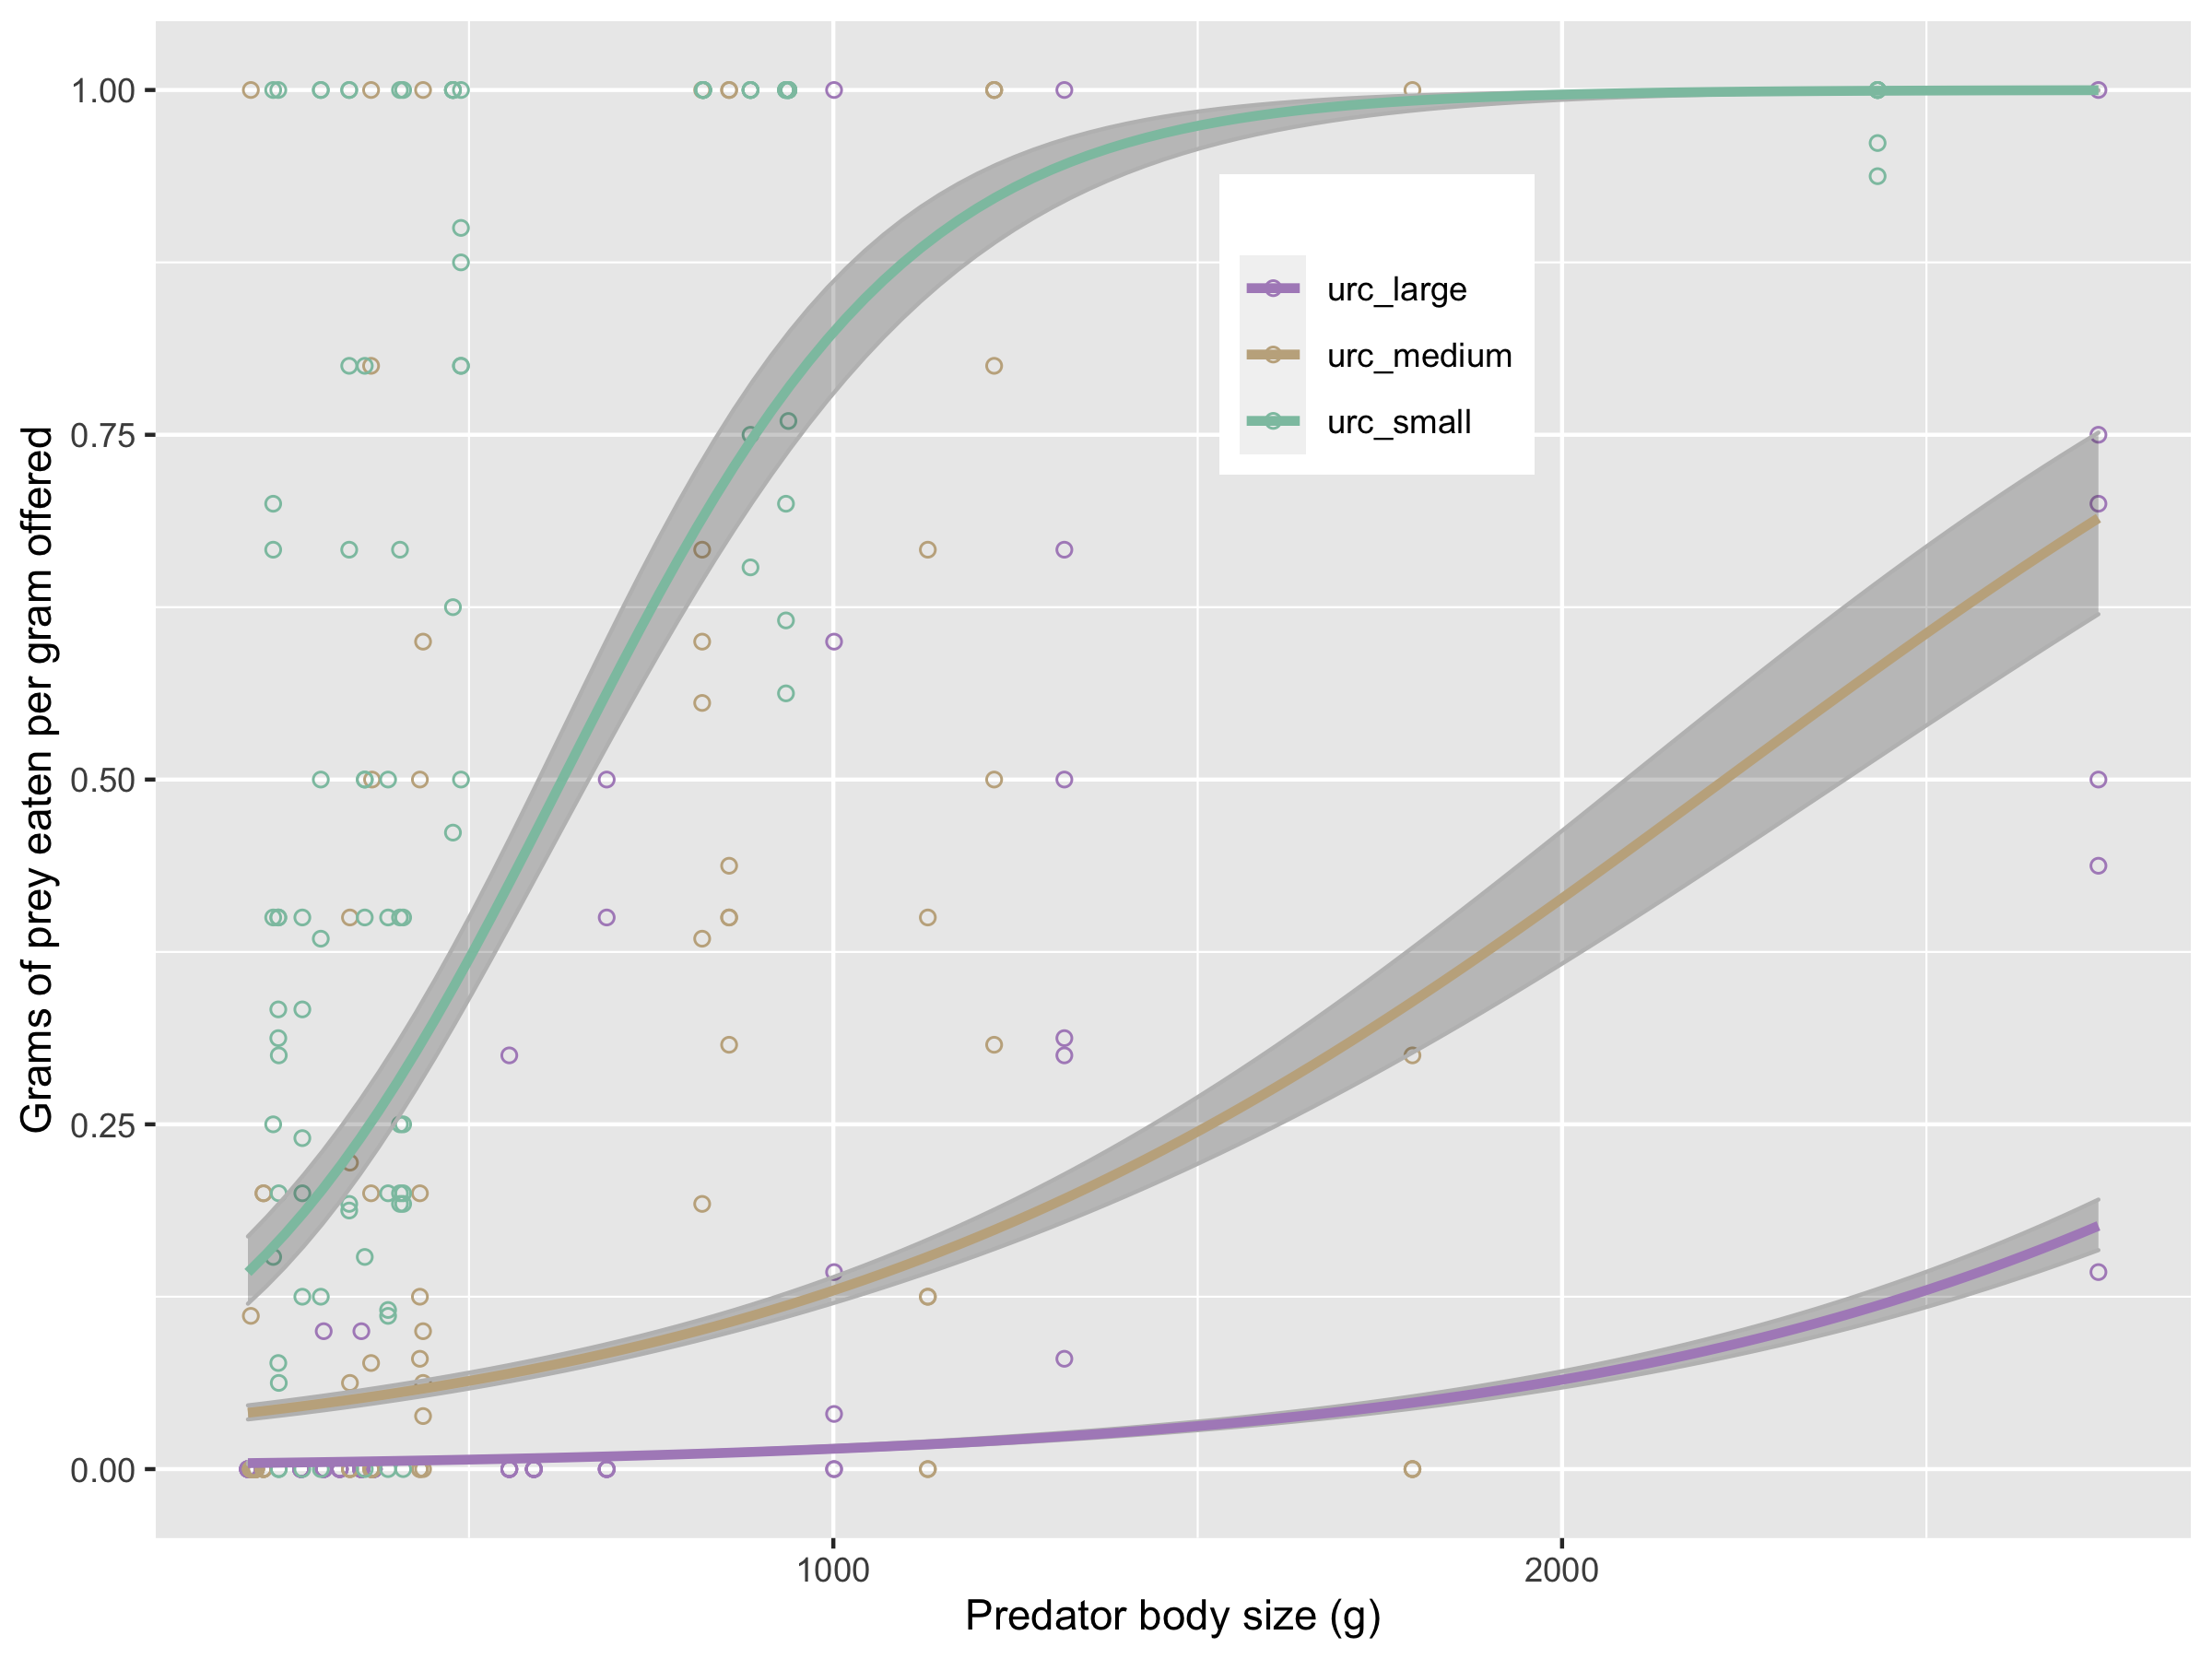 1.00
0.75
0.50
0.25
0.00
Grams of prey eaten per gram offered
urc_large
urc_medium
urc_small
1000
2000
Predator body size (g)